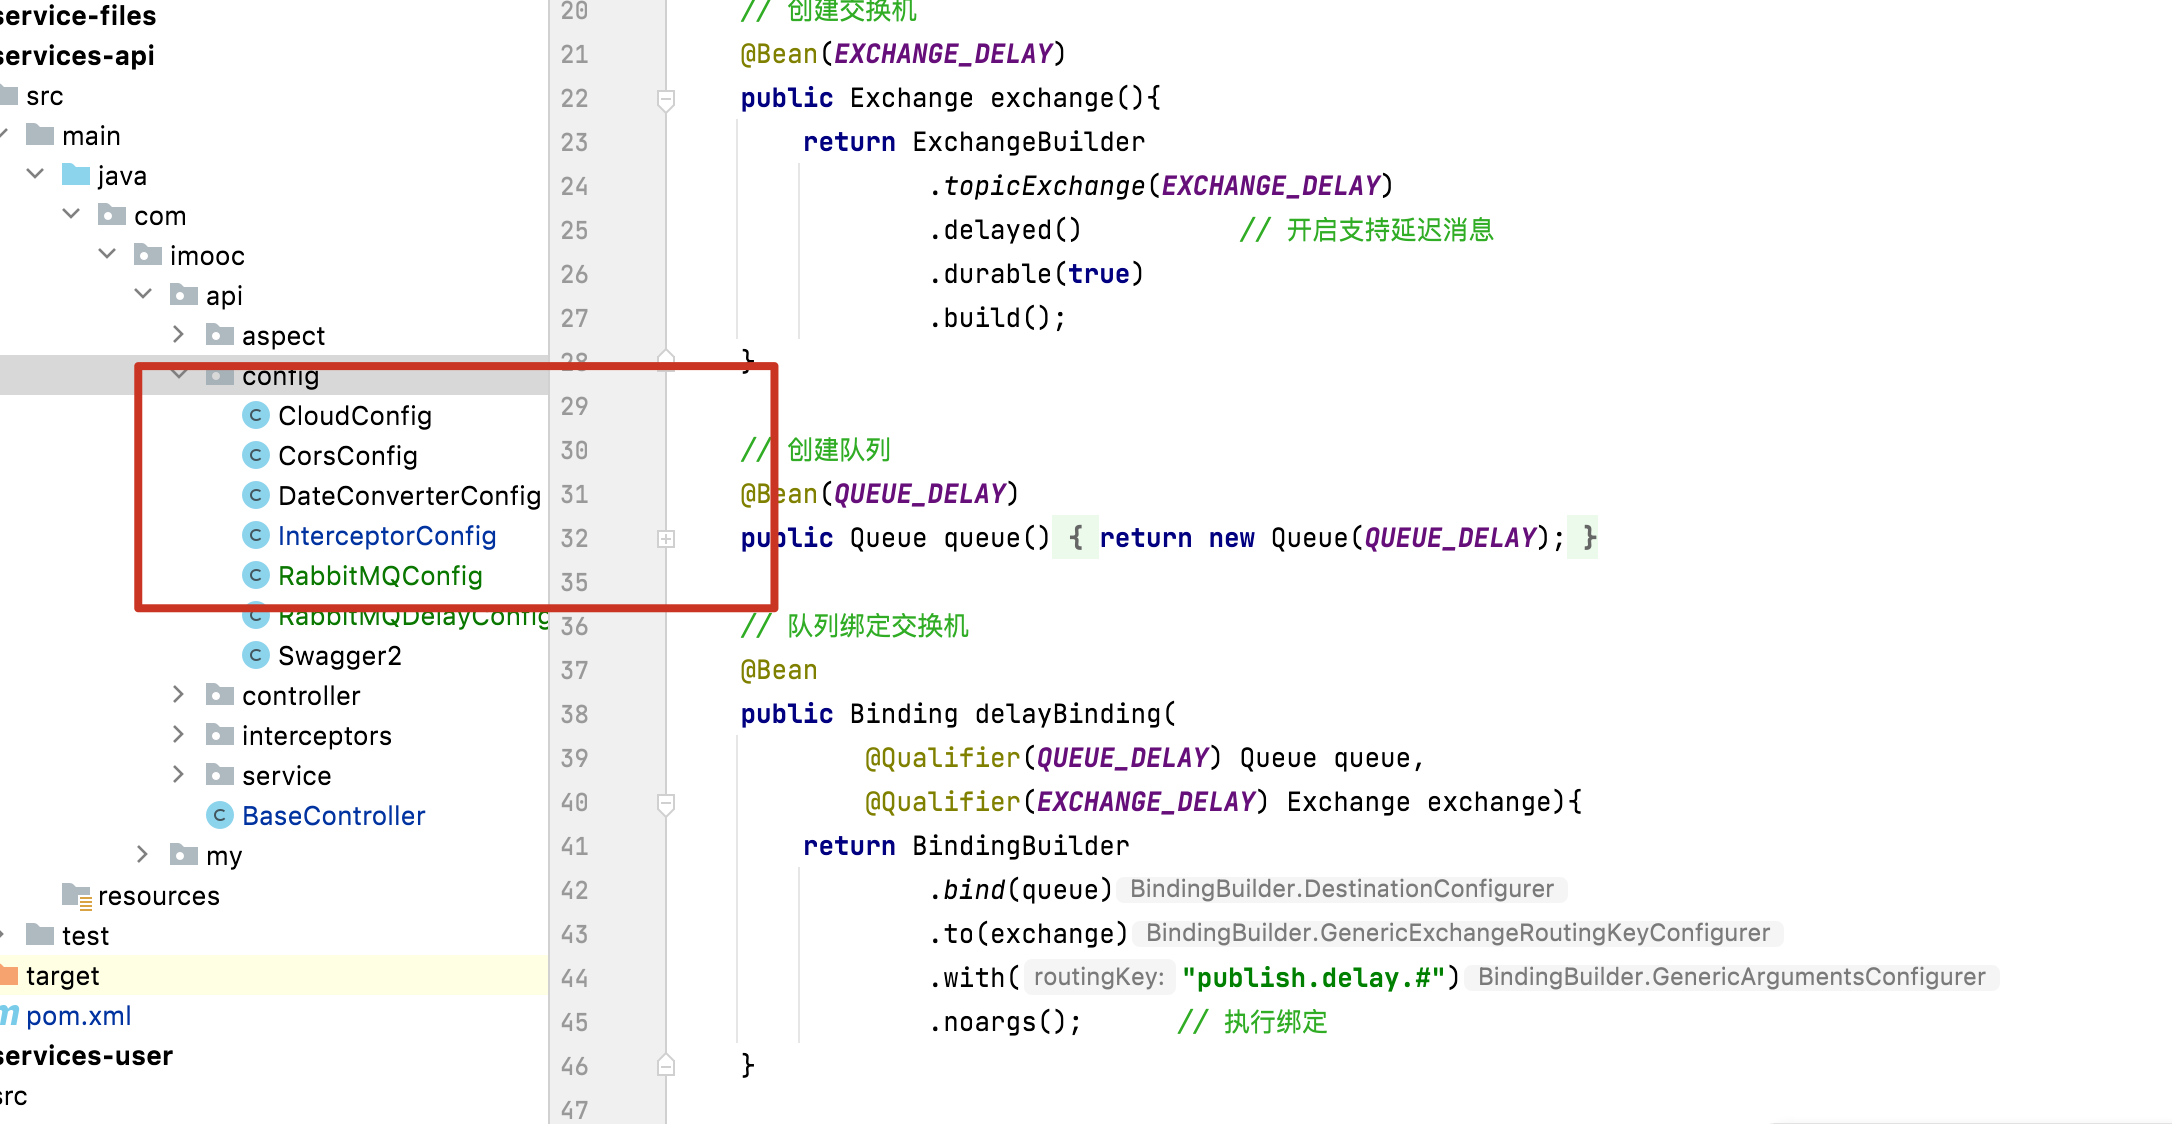 service-files
services-api
src
main
java
com
imooc
api
aspect
config
CloudConfig
CorsConfig
DateConverterConfig
InterceptorConfig
RabbitMQConfig
RabbitMQDelayConfig
Swagger2
controller
interceptors
service
BaseController
my
resources
test
target
pom.xml
services-user
src
20 // 创建交换机
21 @Bean(EXCHANGE_DELAY)
22 public Exchange exchange(){
23 return ExchangeBuilder
24 .topicExchange(EXCHANGE_DELAY)
25 .delayed() // 开启支持延迟消息
26 .durable(true)
27 .build();
28 }
29
30 // 创建队列
31 @Bean(QUEUE_DELAY)
32 public Queue queue() { return new Queue(QUEUE_DELAY); }
35
36 // 队列绑定交换机
37 @Bean
38 public Binding delayBinding(
39 @Qualifier(QUEUE_DELAY) Queue queue,
40 @Qualifier(EXCHANGE_DELAY) Exchange exchange){
41 return BindingBuilder
42 .bind(queue) BindingBuilder.DestinationConfigurer
43 .to(exchange) BindingBuilder.GenericExchangeRoutingKeyConfigurer
44 .with( routingKey: "publish.delay.#") BindingBuilder.GenericArgumentsConfigurer
45 .noargs(); // 执行绑定
46 }
47